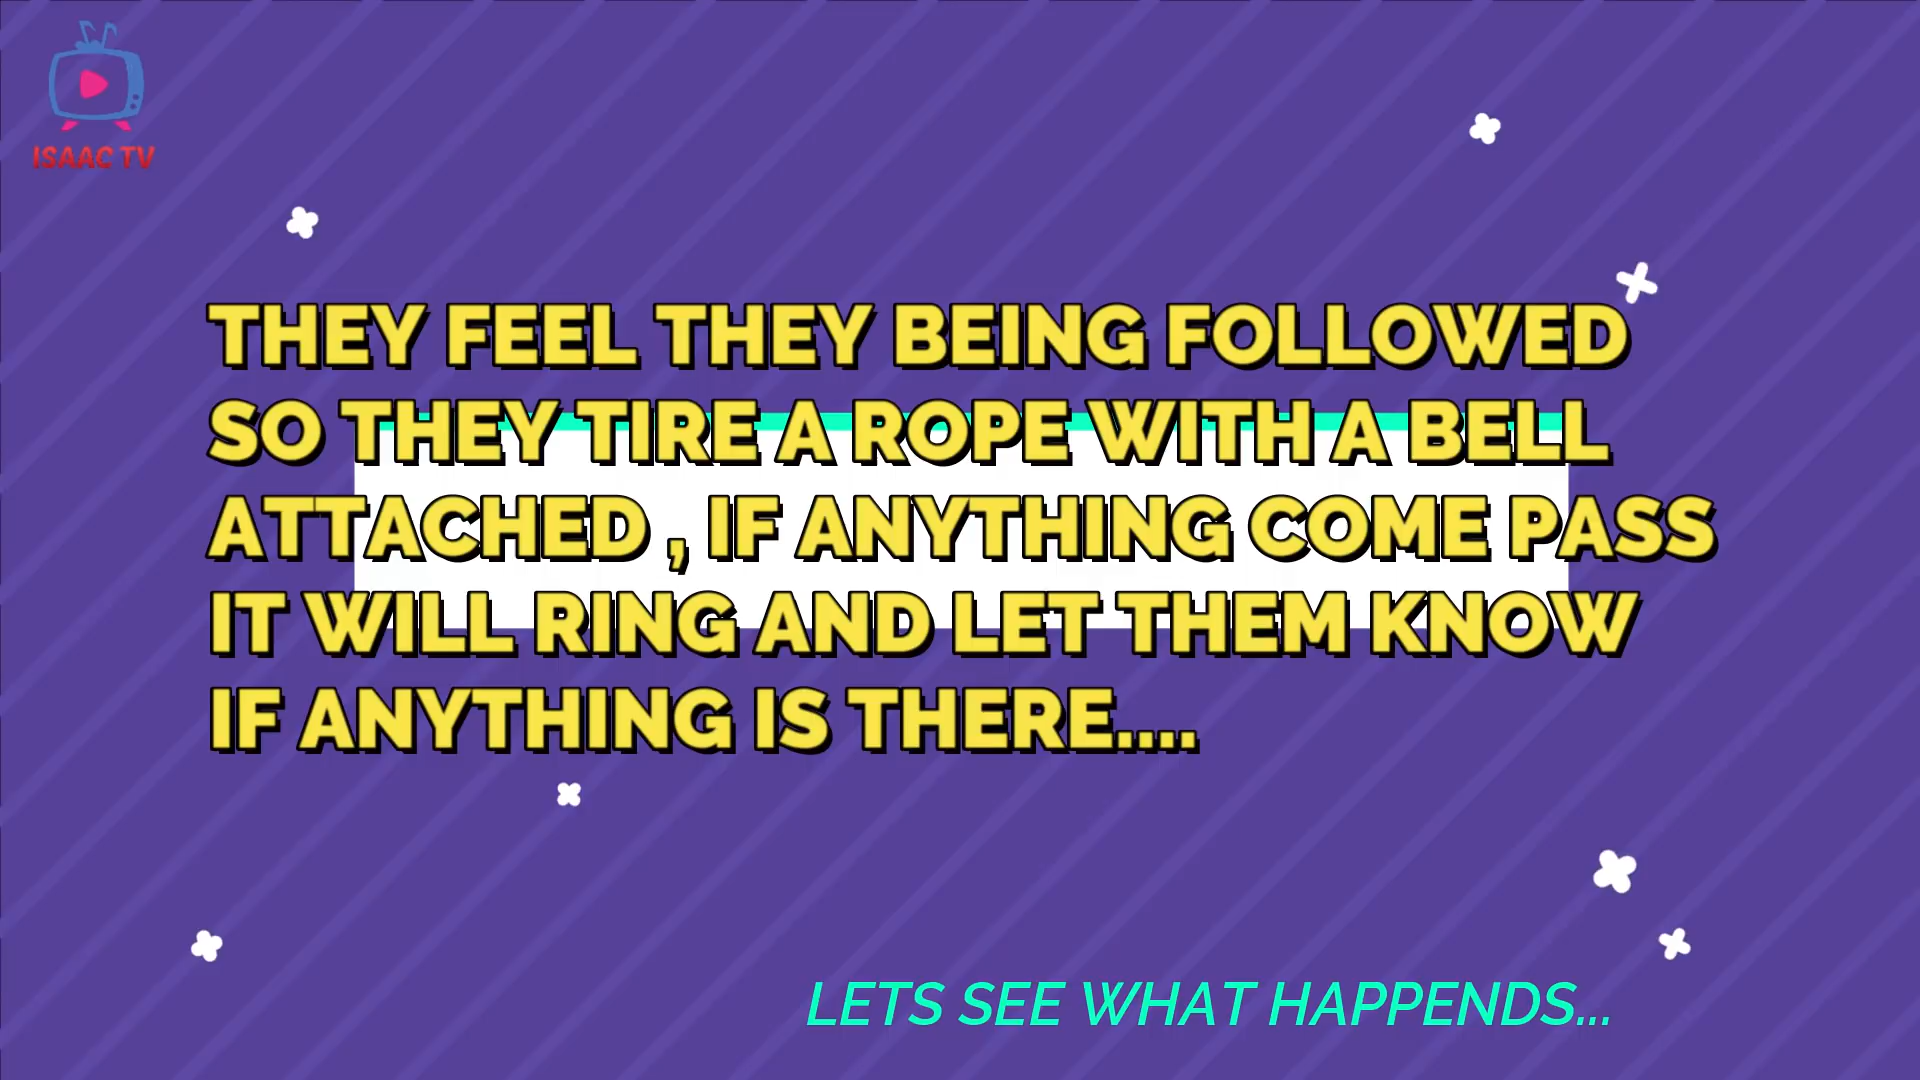 ISAAC TV
THEY FEEL THEY BEING FOLLOWED
SO THEY TIRE A ROPE WITH A BELL
ATTACHED , IF ANYTHING COME PASS
IT WILL RING AND LET THEM KNOW
IF ANYTHING IS THERE....
LETS SEE WHAT HAPPENDS...